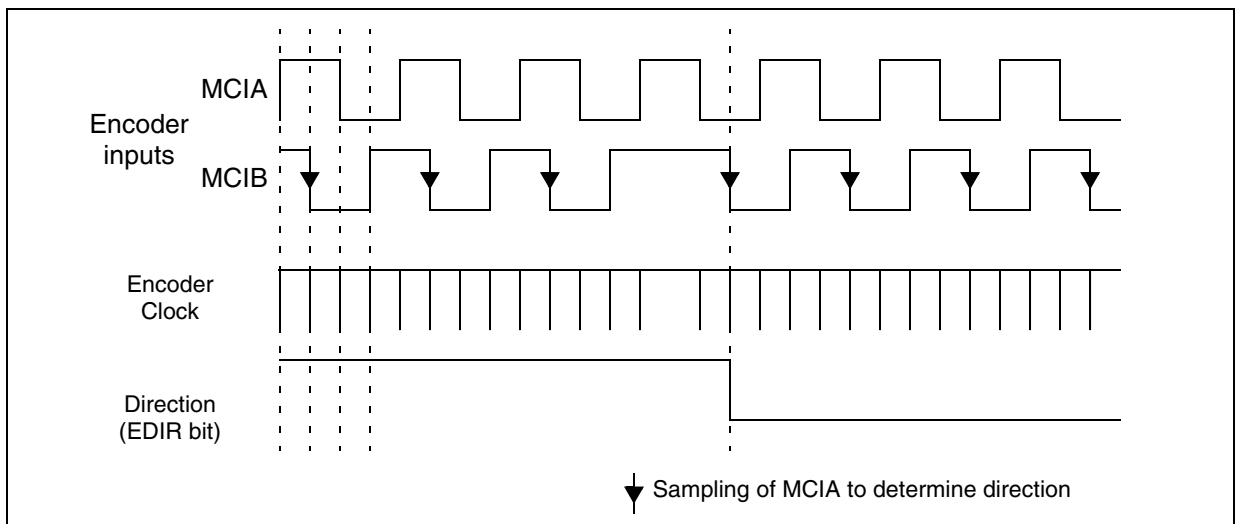 MCIA
Encoder
inputs
MCIB
Encoder
Clock
Direction
(EDIR bit)
Sampling of MCIA to determine direction